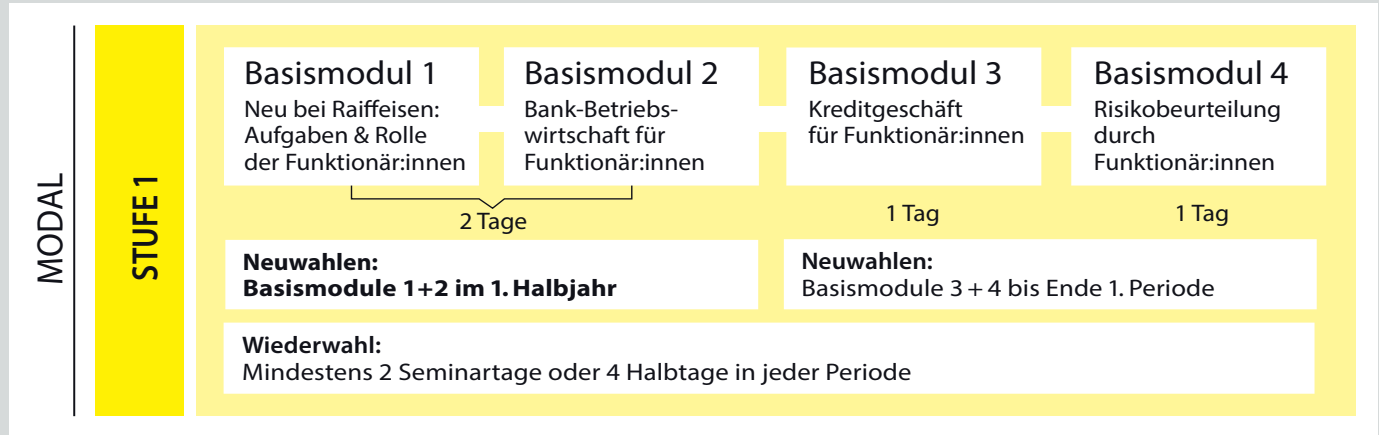 MODAL
STUFE 1
Basismodul 1
Neu bei Raiffeisen:
Aufgaben & Rolle
der Funktionär:innen
Basismodul 2
Bank-Betriebs-
wirtschaft für
Funktionär:innen
Basismodul 3
Kreditgeschäft
für Funktionär:innen
Basismodul 4
Risikobeurteilung
durch
Funktionär:innen
2 Tage
1 Tag
1 Tag
Neuwahlen:
Basismodule 1+2 im 1. Halbjahr
Neuwahlen:
Basismodule 3 + 4 bis Ende 1. Periode
Wiederwahl:
Mindestens 2 Seminartage oder 4 Halbtage in jeder Periode